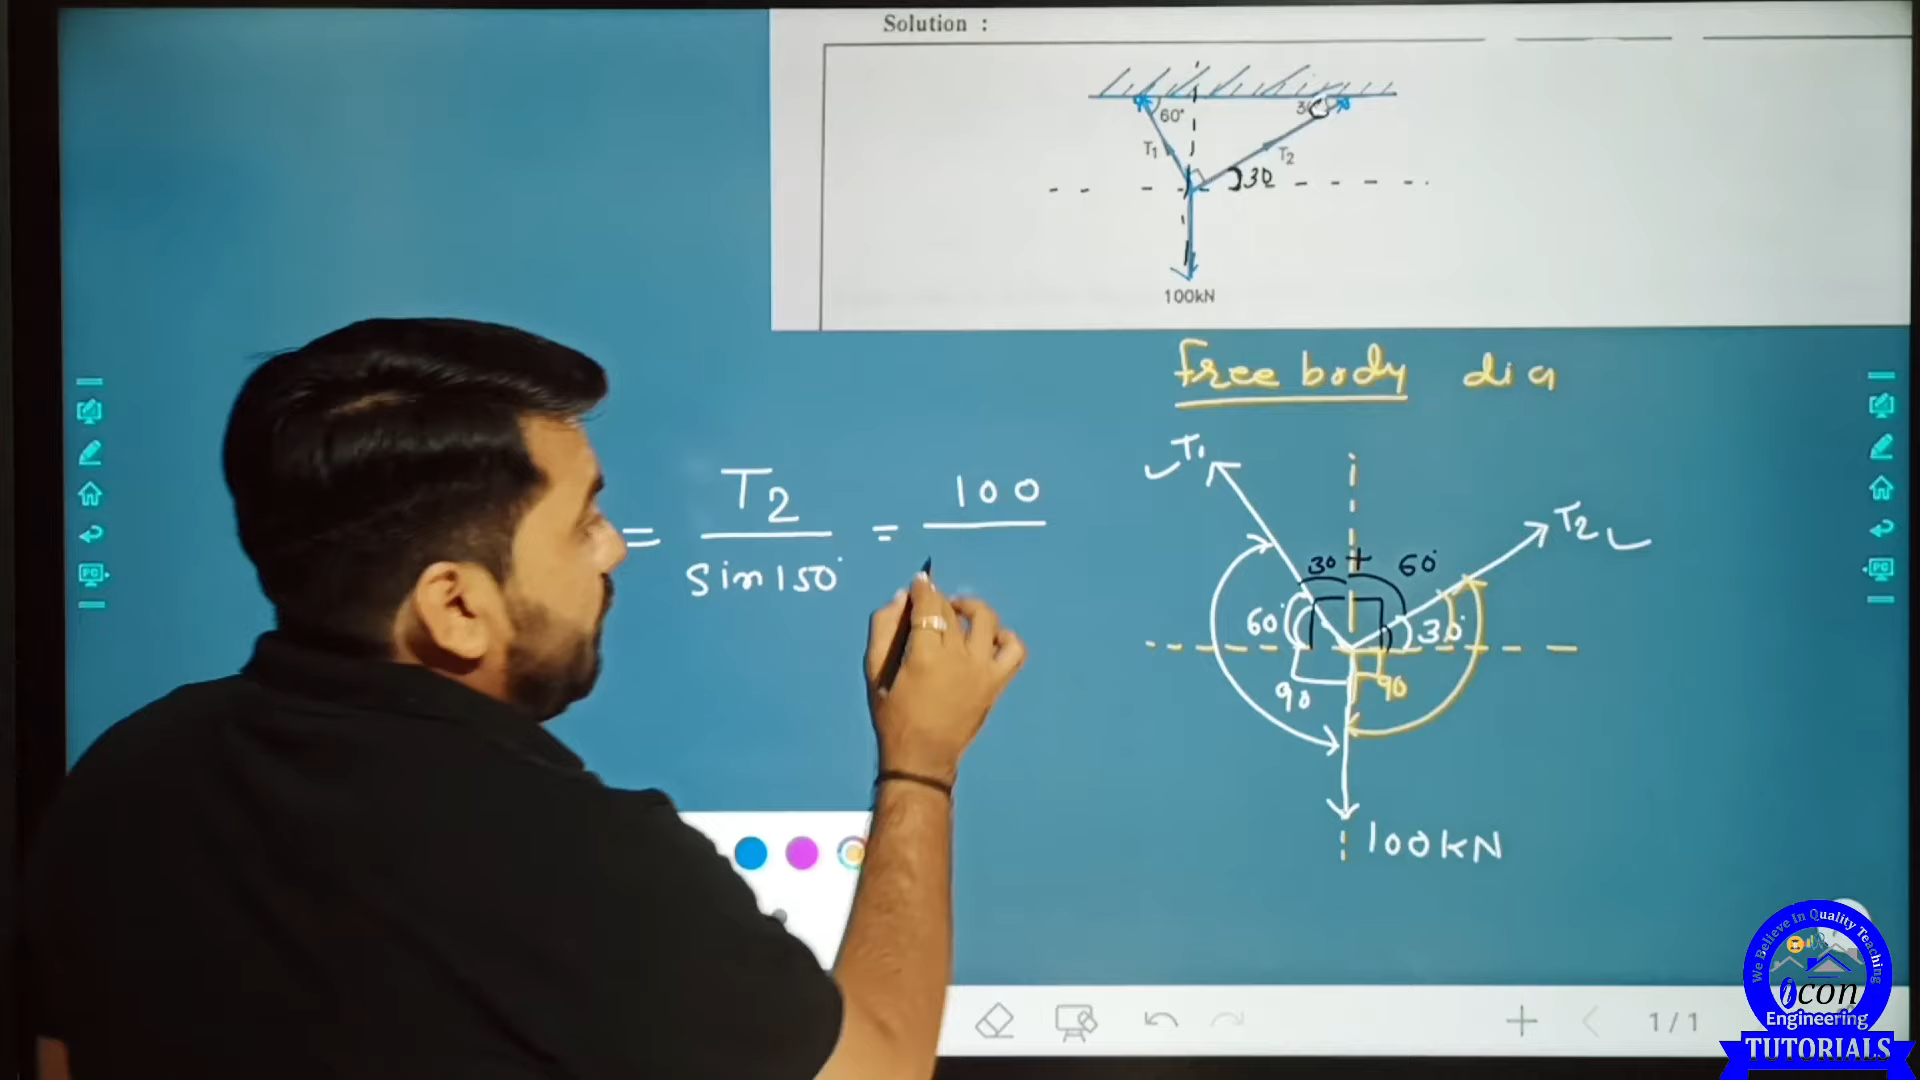 Solution :
60°
T1
T2
30
100kN
Free body dia
T1
T2
T2
= ─── = 100
sin150°
30 + 60°
60°
30°
90
90
100kN
1 / 1
We Believe In Quality Teaching
icon
Engineering
TUTORIALS